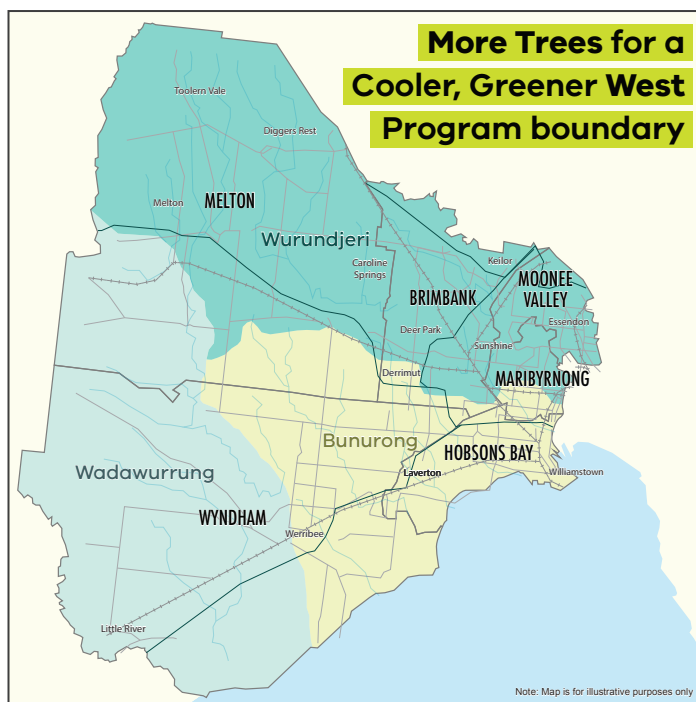 More Trees for a
Cooler, Greener West
Program boundary
Toolern Vale
Diggers Rest
Melton
MELTON
Wurundjeri
Caroline
Springs
Keilor
MOONEE
VALLEY
BRIMBANK
Essendon
Deer Park
Sunshine
Derrimut
MARIBYRNONG
Bunurong
HOBSONS BAY
Wadawurrung
Laverton
Williamstown
WYNDHAM
Werribee
Little River
Note: Map is for illustrative purposes only